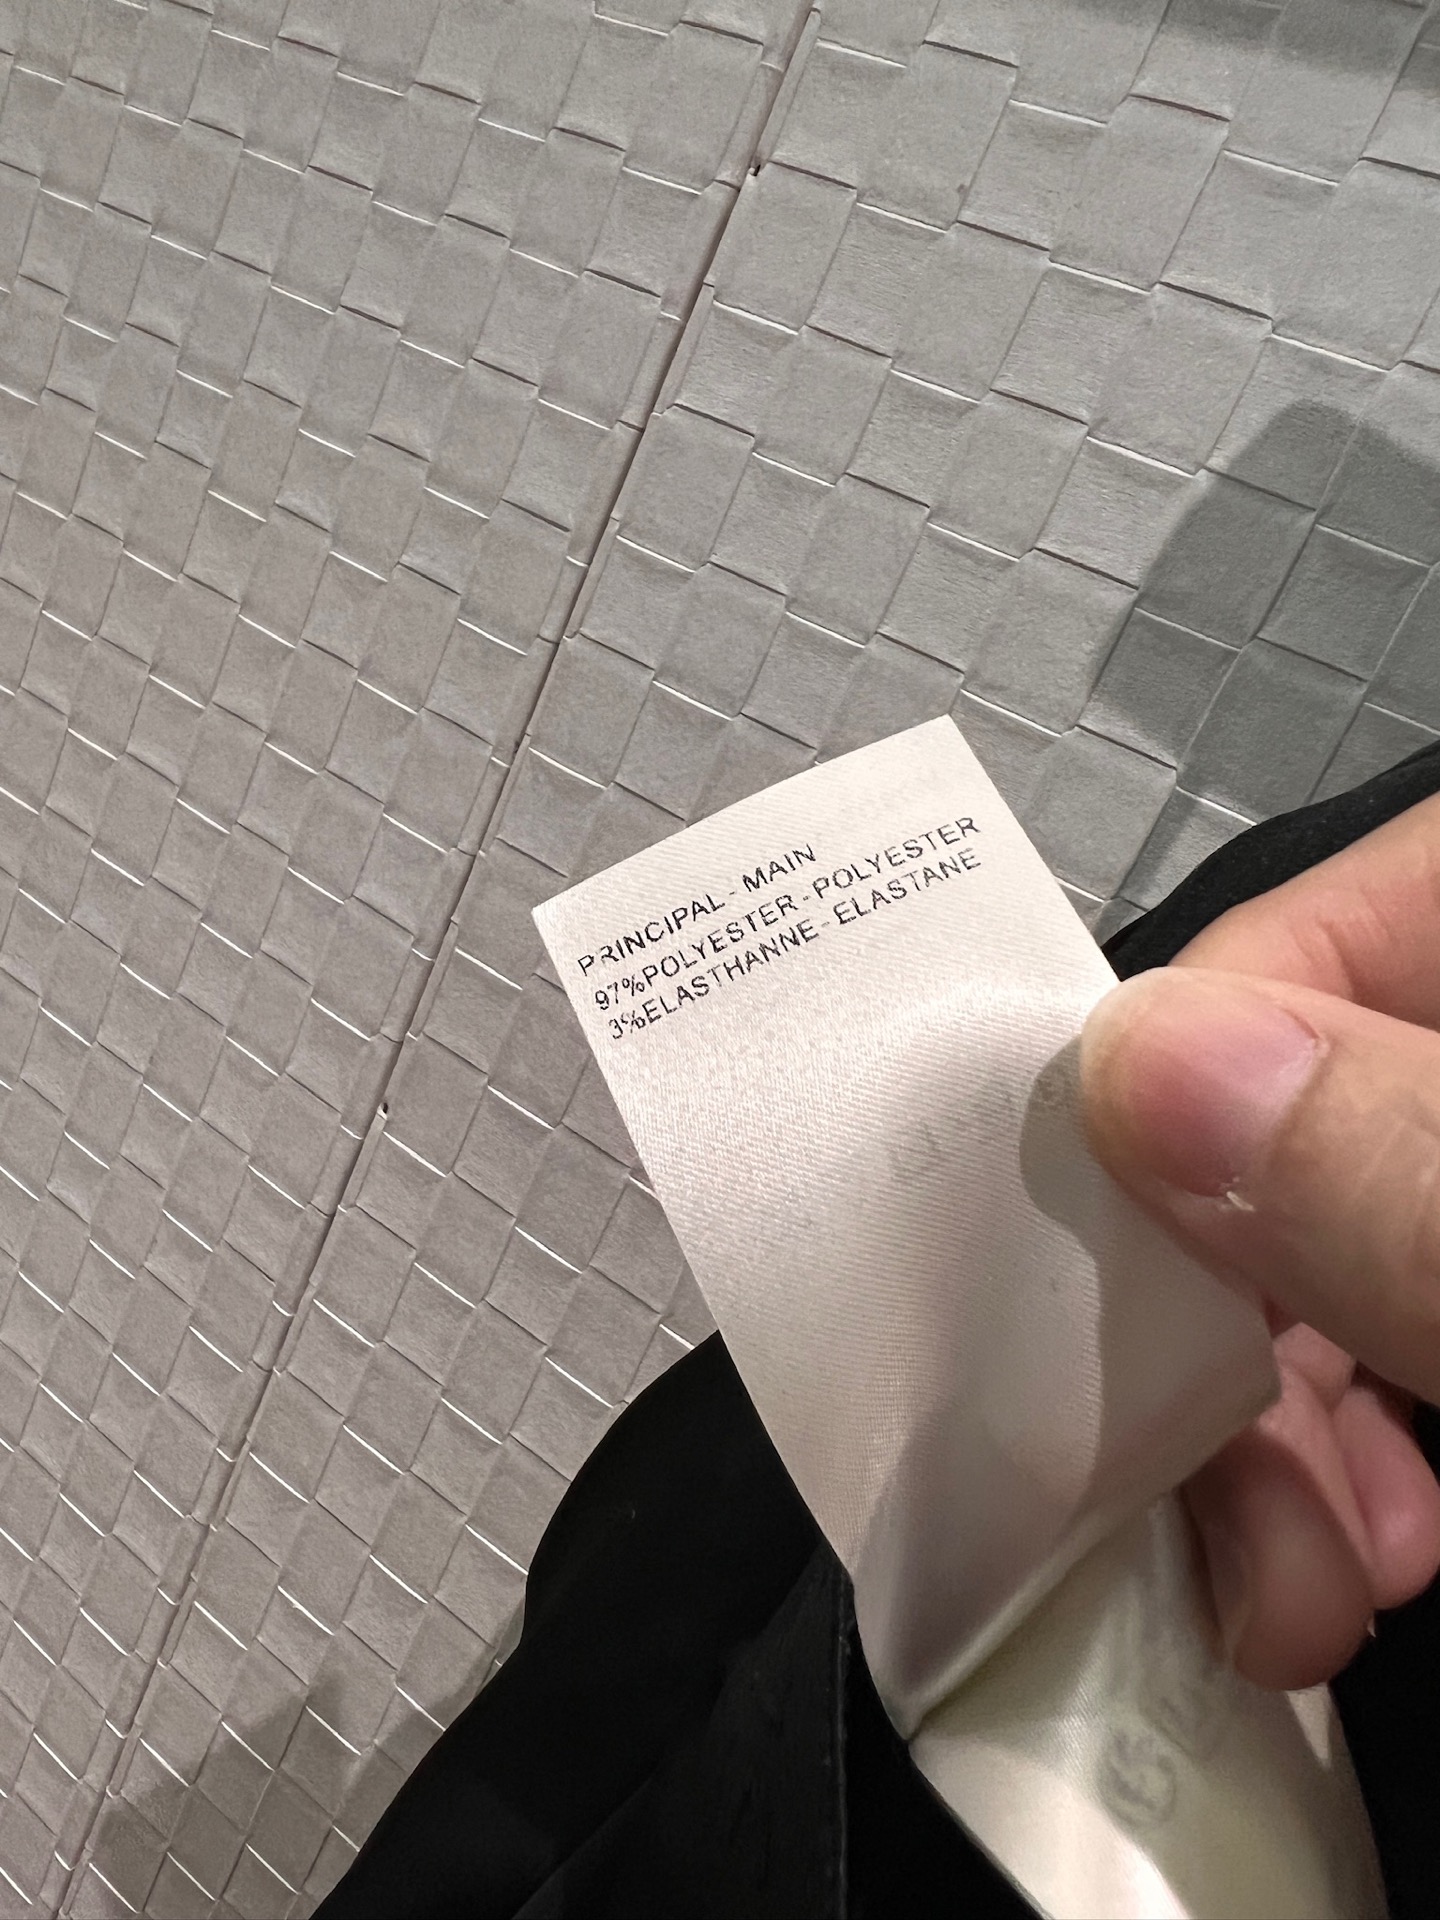 PRINCIPAL - MAIN
97%POLYESTER-POLYESTER
3%ELASTHANNE-ELASTANE